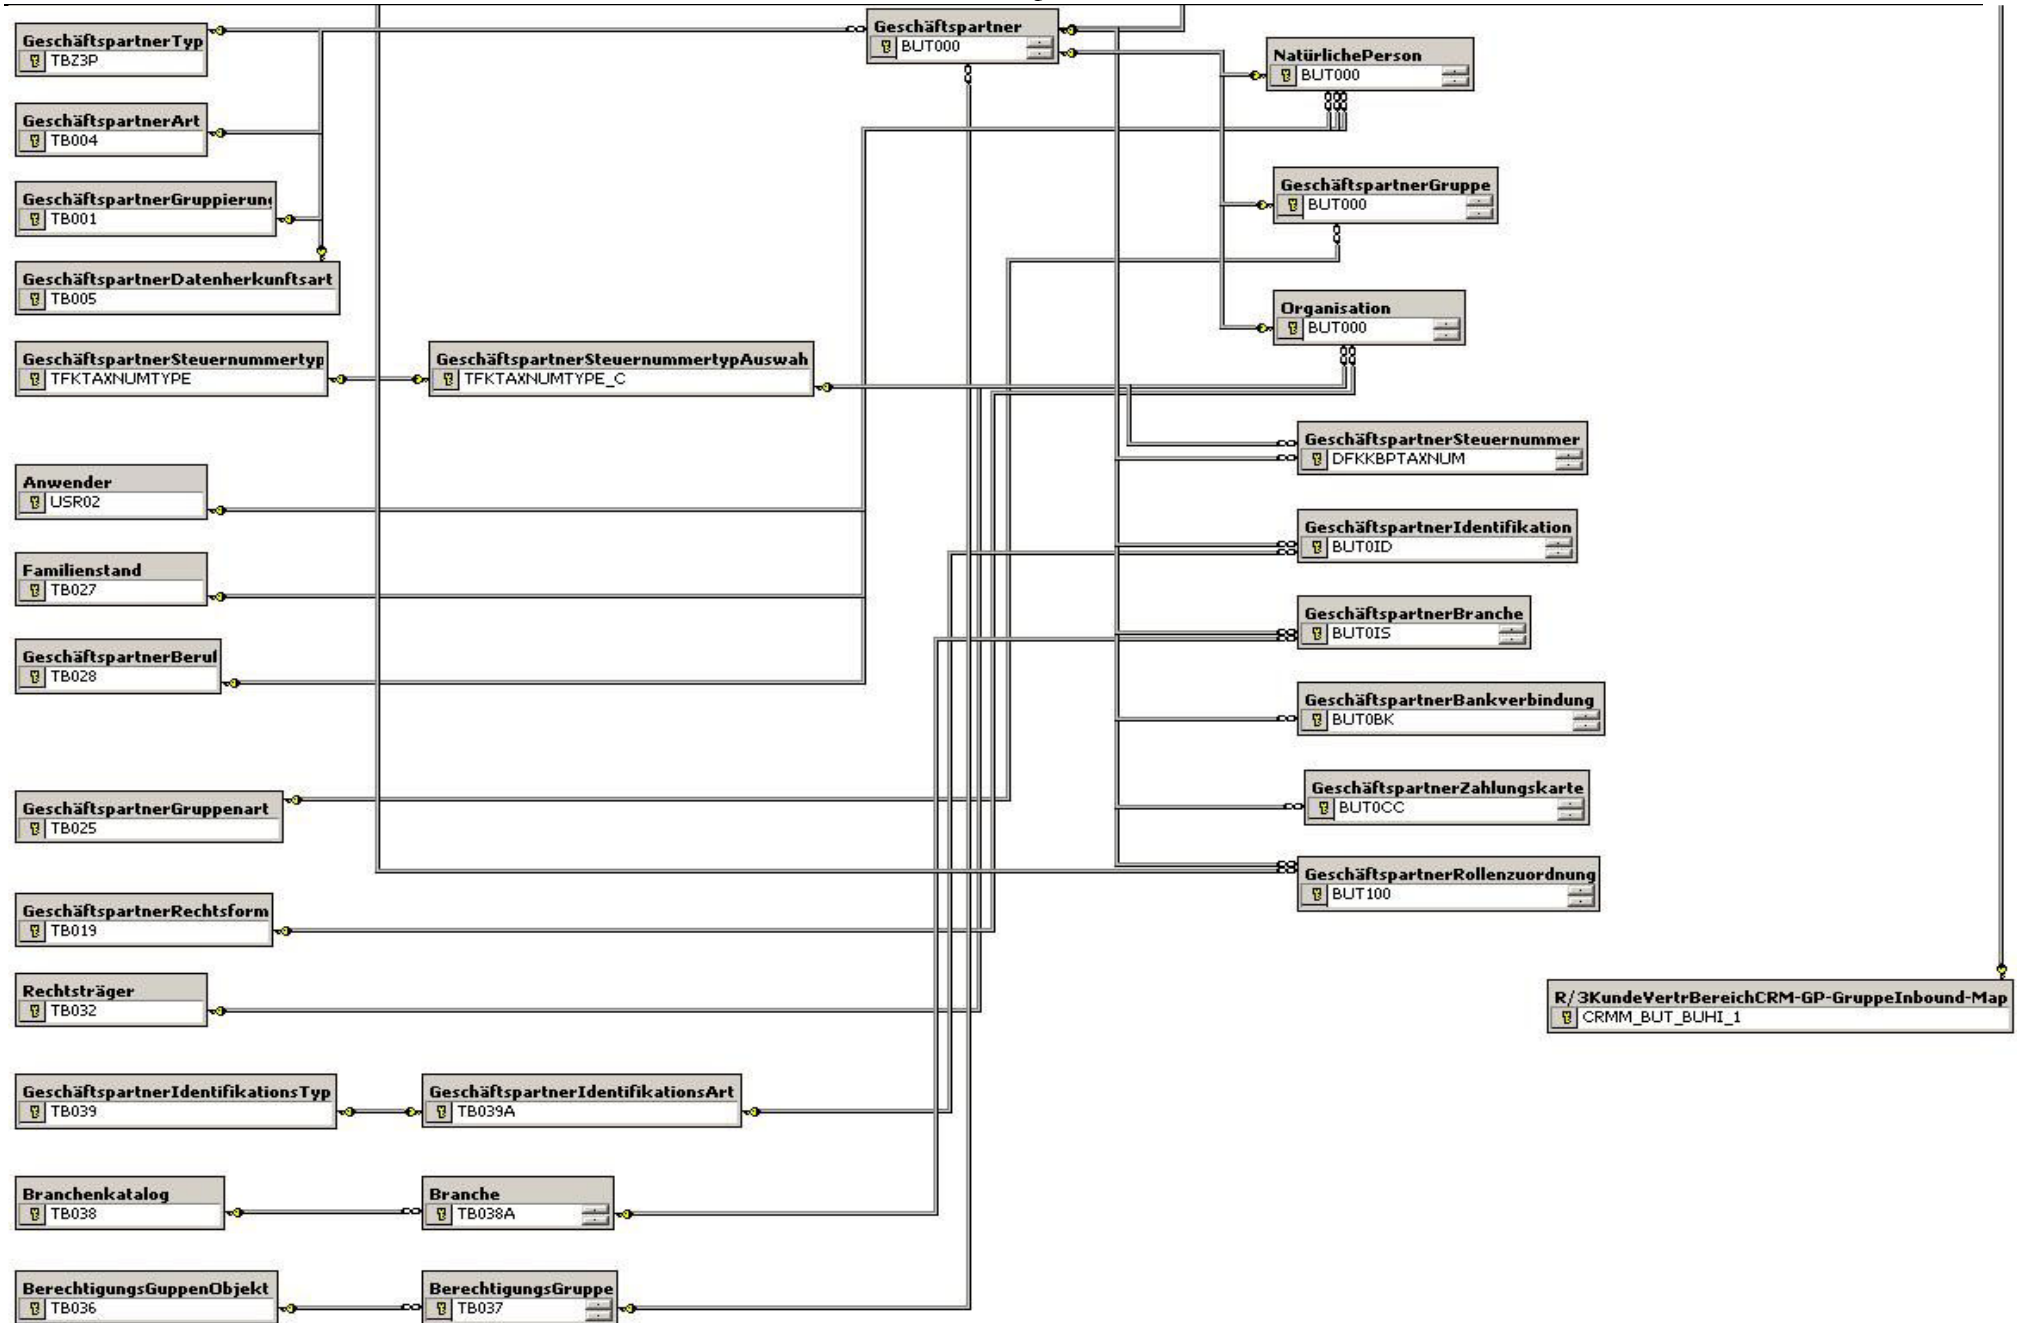 GeschäftspartnerTyp
TBZ3P
Geschäftspartner
BUT000
NatürlichePerson
BUT000
GeschäftspartnerArt
TB004
GeschäftspartnerGruppierung
TB001
GeschäftspartnerGruppe
BUT000
GeschäftspartnerDatenherkunftsart
TB005
Organisation
BUT000
GeschäftspartnerSteuernummertyp
TFKTAXNUMTYPE
GeschäftspartnerSteuernummertypAuswah
TFKTAXNUMTYPE_C
GeschäftspartnerSteuernummer
DFKKBPTAXNUM
Anwender
USR02
GeschäftspartnerIdentifikation
BUT0ID
Familienstand
TB027
GeschäftspartnerBranche
BUT0IS
GeschäftspartnerBeruf
TB028
GeschäftspartnerBankverbindung
BUT0BK
GeschäftspartnerGruppenart
TB025
GeschäftspartnerZahlungskarte
BUT0CC
GeschäftspartnerRollenzuordnung
BUT100
GeschäftspartnerRechtsform
TB019
Rechtsträger
TB032
R/3KundeVertrBereichCRM-GP-GruppeInbound-Map
CRMM_BUT_BUHI_1
GeschäftspartnerIdentifikationsTyp
TB039
GeschäftspartnerIdentifikationsArt
TB039A
Branchenkatalog
TB038
Branche
TB038A
BerechtigungsGuppenObjekt
TB036
BerechtigungsGruppe
TB037